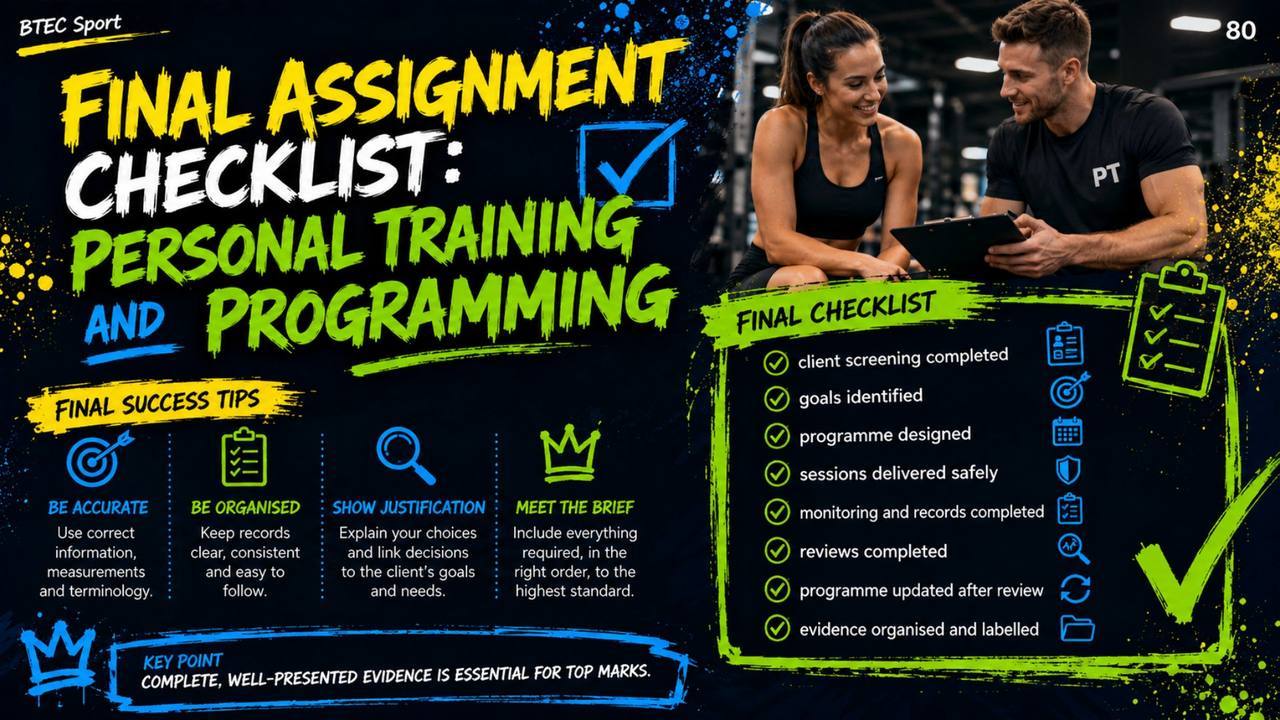 BTEC Sport
80
FINAL ASSIGNMENT
CHECKLIST:
PERSONAL TRAINING
AND PROGRAMMING
PT
FINAL SUCCESS TIPS
BE ACCURATE
Use correct
information,
measurements
and terminology.
BE ORGANISED
Keep records
clear, consistent
and easy to
follow.
SHOW JUSTIFICATION
Explain your choices
and link decisions
to the client's goals
and needs.
MEET THE BRIEF
Include everything
required, in the
right order, to the
highest standard.
KEY POINT
COMPLETE, WELL-PRESENTED EVIDENCE IS ESSENTIAL FOR TOP MARKS.
FINAL CHECKLIST
client screening completed
goals identified
programme designed
sessions delivered safely
monitoring and records completed
reviews completed
programme updated after review
evidence organised and labelled